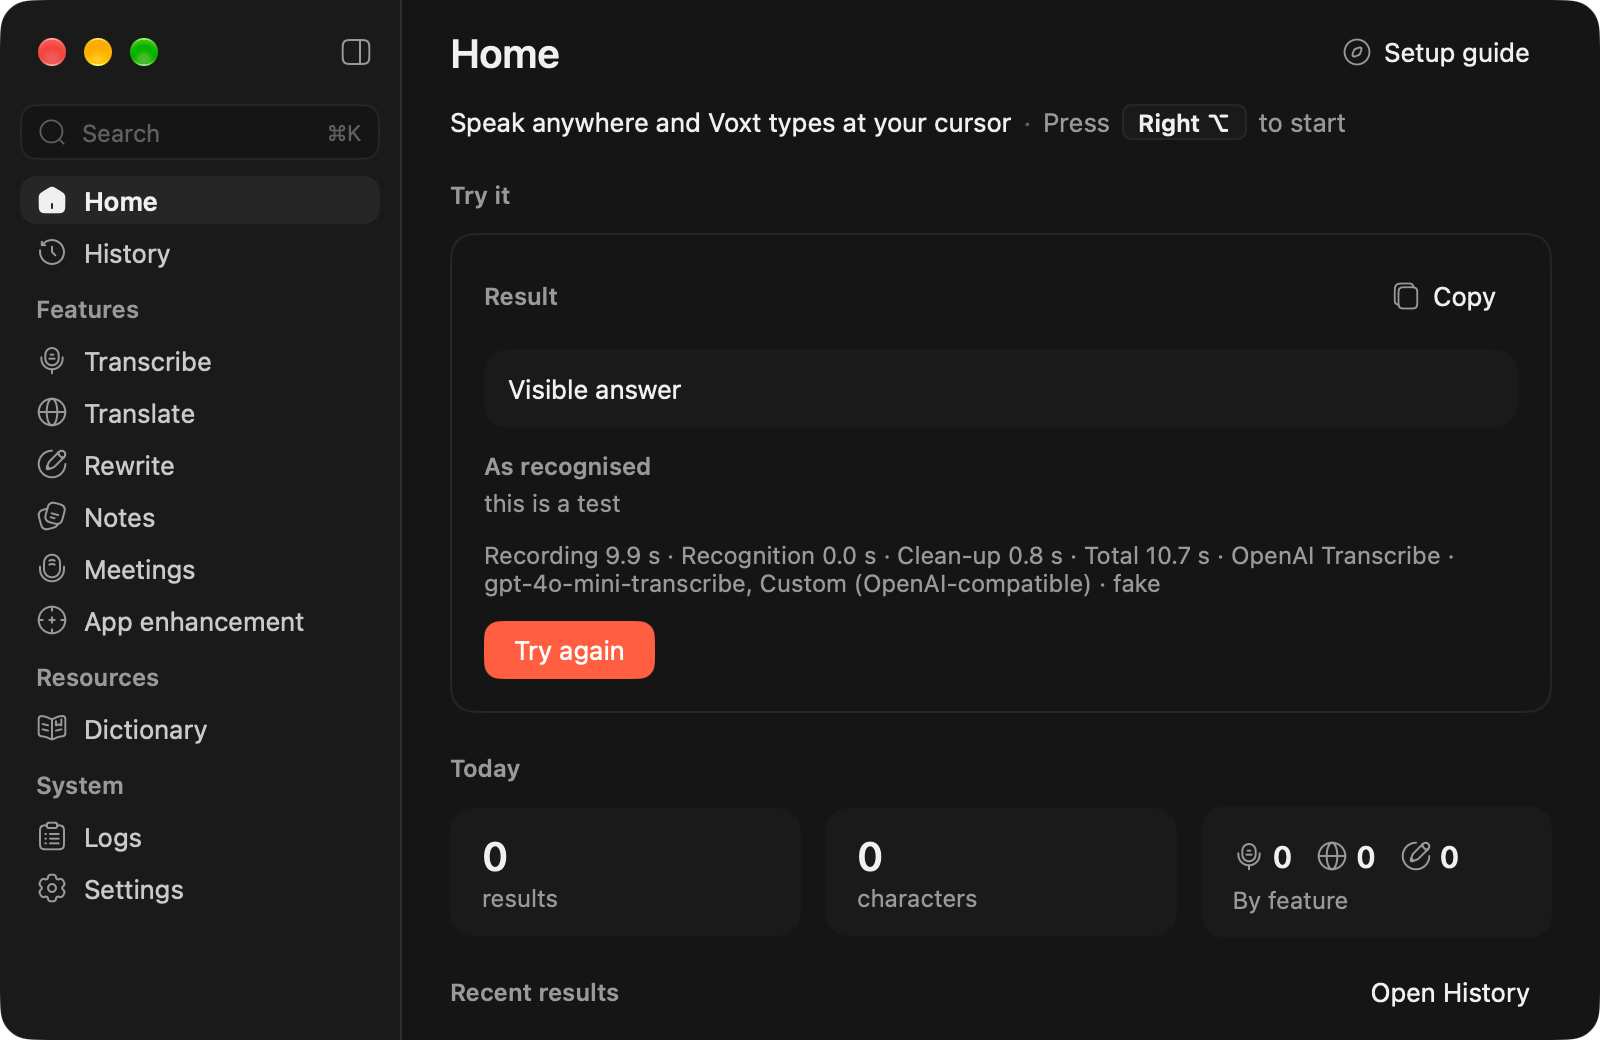 Search ⌘K
Home
History
Features
Transcribe
Translate
Rewrite
Notes
Meetings
App enhancement
Resources
Dictionary
System
Logs
Settings
Home
Setup guide
Speak anywhere and Voxt types at your cursor · Press Right ⌥ to start
Try it
Result
Copy
Visible answer
As recognised
this is a test
Recording 9.9 s · Recognition 0.0 s · Clean-up 0.8 s · Total 10.7 s · OpenAI Transcribe ·
gpt-4o-mini-transcribe, Custom (OpenAI-compatible) · fake
Try again
Today
0
results
0
characters
0 0 0
By feature
Recent results
Open History